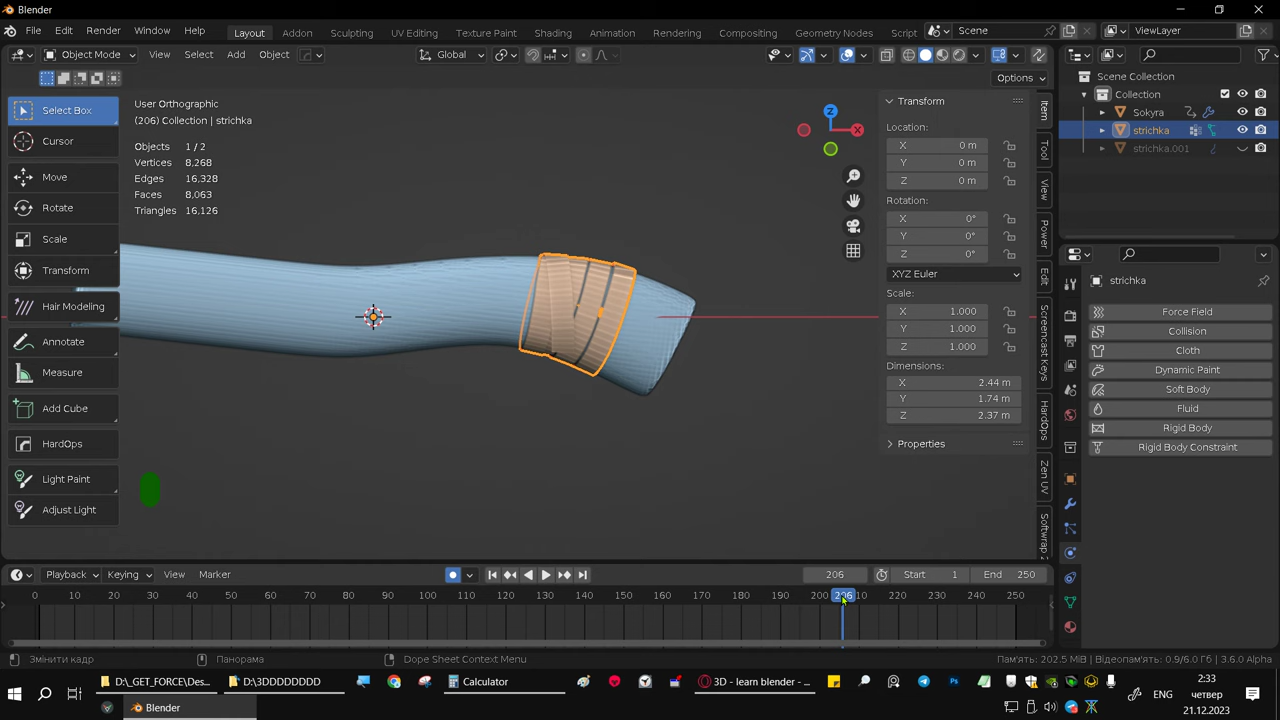 Blender
File Edit Render Window Help Layout Addon Sculpting UV Editing Texture Paint Shading Animation Rendering Compositing Geometry Nodes Script Scene ViewLayer
Object Mode View Select Add Object Global
Options
Select Box
Cursor
Move
Rotate
Scale
Transform
Hair Modeling
Annotate
Measure
Add Cube
HardOps
Light Paint
Adjust Light
User Orthographic
(206) Collection | strichka
Objects 1 / 2
Vertices 8,268
Edges 16,328
Faces 8,063
Triangles 16,126
Z
X
Transform
Location:
X 0 m
Y 0 m
Z 0 m
Rotation:
X 0°
Y 0°
Z 0°
XYZ Euler
Scale:
X 1.000
Y 1.000
Z 1.000
Dimensions:
X 2.44 m
Y 1.74 m
Z 2.37 m
Properties
Item
Tool
View
Power
Edit
Screencast Keys
HardOps
Zen UV
Softwrap 2
Scene Collection
Collection
Sokyra
strichka
strichka.001
strichka
Force Field
Collision
Cloth
Dynamic Paint
Soft Body
Fluid
Rigid Body
Rigid Body Constraint
Playback Keying View Marker 206 Start 1 End 250
0 10 20 30 40 50 60 70 80 90 100 110 120 130 140 150 160 170 180 190 200 206 210 220 230 240 250
Змінити кадр Панорама Dope Sheet Context Menu Пам'ять: 202.5 MiB | Відеопам'ять: 0.9/6.0 Гб | 3.6.0 Alpha
D:\_GET_FORCE\Des... D:\3DDDDDDDD Calculator 3D - learn blender - ... 2:33
ENG четвер
Blender 21.12.2023